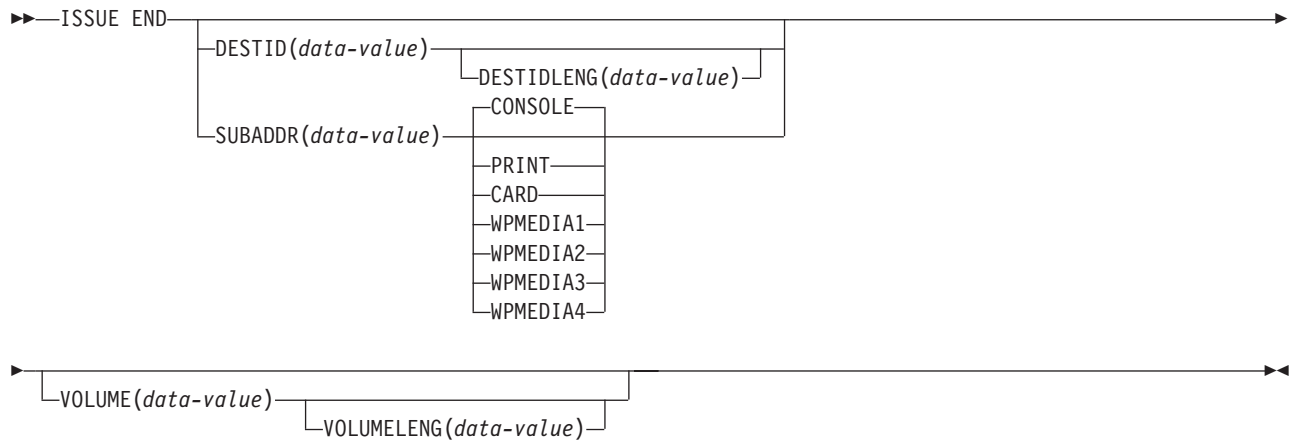 ISSUE END
DESTID(data-value)
DESTIDLENG(data-value)
CONSOLE
SUBADDR(data-value)
PRINT
CARD
WPMEDIA1
WPMEDIA2
WPMEDIA3
WPMEDIA4
VOLUME(data-value)
VOLUMELENG(data-value)